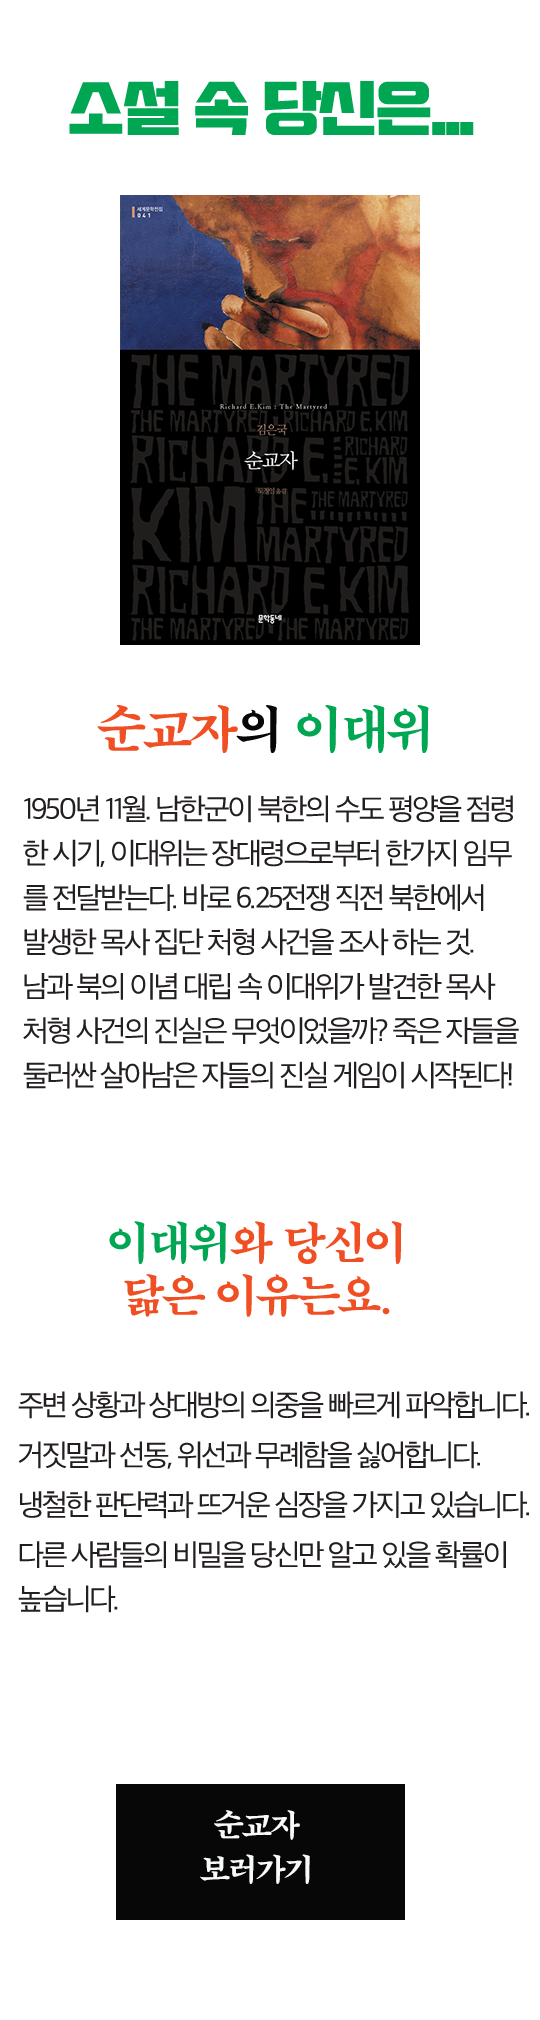 소설 속 당신은...
세계문학전집
041
THE MARTYRED
Richard E.Kim : The Martyred
THE MARTYRED RICHARD E. KIM
김은국
RICHARD E.
RICHARD
E. KIM
순교자
KIM
THE
THE MARTYRED
도정일 옮김
MARTYRED
RICHARD E. KIM
문학동네
THE MARTYRED THE MARTYRED
순교자의 이대위
1950년 11월. 남한군이 북한의 수도 평양을 점령
한 시기, 이대위는 장대령으로부터 한가지 임무
를 전달받는다. 바로 6.25전쟁 직전 북한에서
발생한 목사 집단 처형 사건을 조사 하는 것.
남과 북의 이념 대립 속 이대위가 발견한 목사
처형 사건의 진실은 무엇이었을까? 죽은 자들을
둘러싼 살아남은 자들의 진실 게임이 시작된다!
이대위와 당신이
닮은 이유는요.
주변 상황과 상대방의 의중을 빠르게 파악합니다.
거짓말과 선동, 위선과 무례함을 싫어합니다.
냉철한 판단력과 뜨거운 심장을 가지고 있습니다.
다른 사람들의 비밀을 당신만 알고 있을 확률이
높습니다.
순교자
보러가기